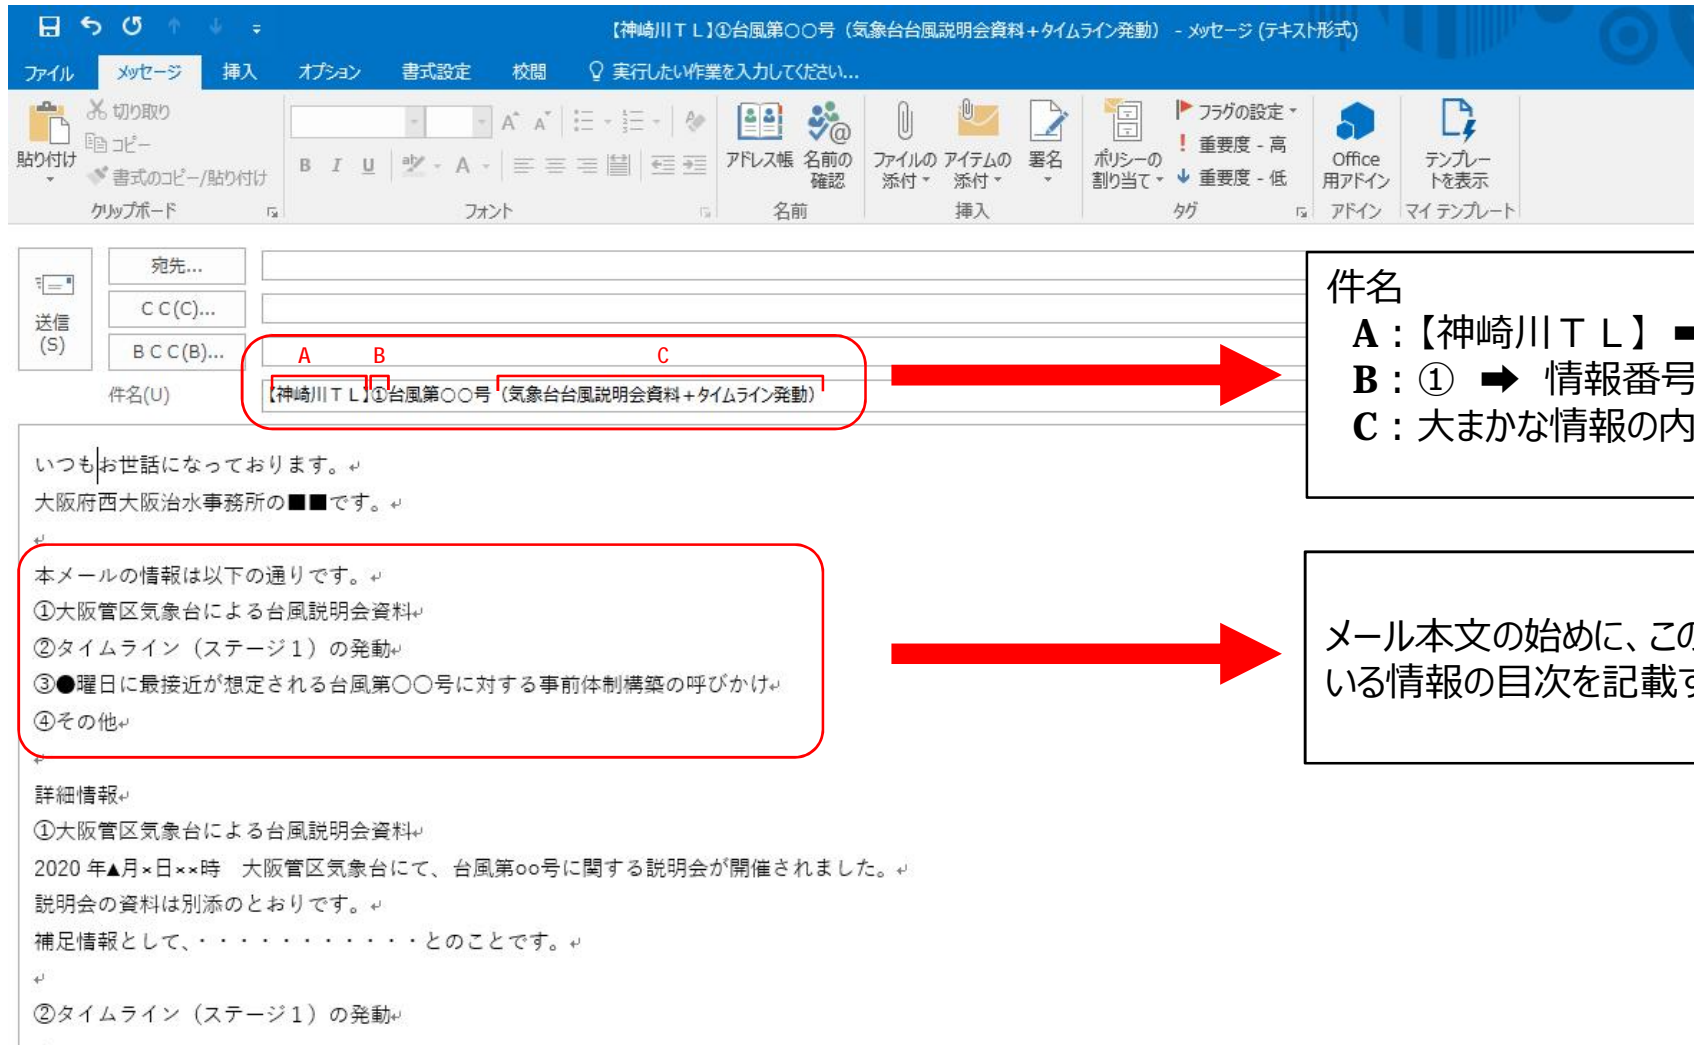 【神崎川ＴＬ】①台風第〇〇号（気象台台風説明会資料＋タイムライン発動） - メッセージ (テキスト形式)
ファイル メッセージ 挿入 オプション 書式設定 校閲 実行したい作業を入力してください...
貼り付け
切り取り
コピー
書式のコピー/貼り付け
クリップボード
B I U A
フォント
アドレス帳 名前の確認
名前
ファイルの添付 アイテムの添付 署名
挿入
ポリシーの割り当て
フラグの設定
重要度 - 高
重要度 - 低
タグ
Office 用アドイン
アドイン
テンプレートを表示
マイ テンプレート
送信(S)
宛先...
ＣＣ(C)...
ＢＣＣ(B)...
A B C
件名(U) 【神崎川ＴＬ】①台風第〇〇号（気象台台風説明会資料＋タイムライン発動）
件名
A：【神崎川ＴＬ】➡
B：① ➡ 情報番号
C：大まかな情報の内
いつもお世話になっております。↵
大阪府西大阪治水事務所の■■です。↵
↵
本メールの情報は以下の通りです。↵
①大阪管区気象台による台風説明会資料↵
②タイムライン（ステージ１）の発動↵
③●曜日に最接近が想定される台風第〇〇号に対する事前体制構築の呼びかけ↵
④その他↵
↵
メール本文の始めに、この
いる情報の目次を記載す
詳細情報↵
①大阪管区気象台による台風説明会資料↵
2020 年▲月×日××時　大阪管区気象台にて、台風第oo号に関する説明会が開催されました。↵
説明会の資料は別添のとおりです。↵
補足情報として、・・・・・・・・・・・とのことです。↵
↵
②タイムライン（ステージ１）の発動↵